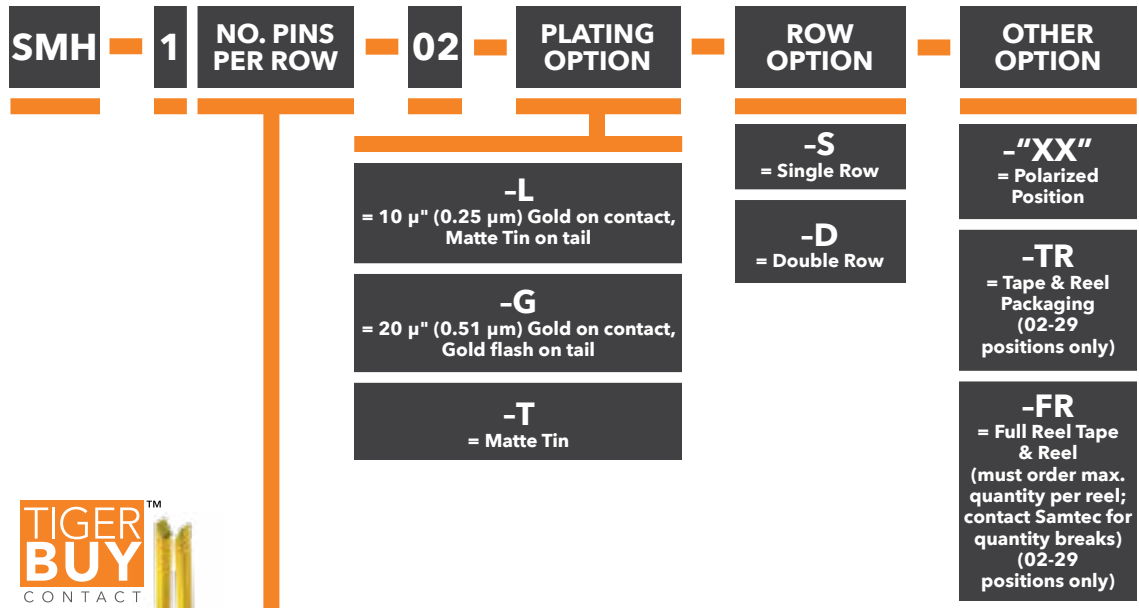 SMH – 1 NO. PINS PER ROW – 02 – PLATING OPTION – ROW OPTION – OTHER OPTION
–L
= 10 µ" (0.25 µm) Gold on contact,
Matte Tin on tail
–G
= 20 µ" (0.51 µm) Gold on contact,
Gold flash on tail
–T
= Matte Tin
–S
= Single Row
–D
= Double Row
–“XX”
= Polarized
Position
–TR
= Tape & Reel
Packaging
(02-29
positions only)
–FR
= Full Reel Tape
& Reel
(must order max.
quantity per reel;
contact Samtec for
quantity breaks)
(02-29
positions only)
TIGER™
BUY
CONTACT